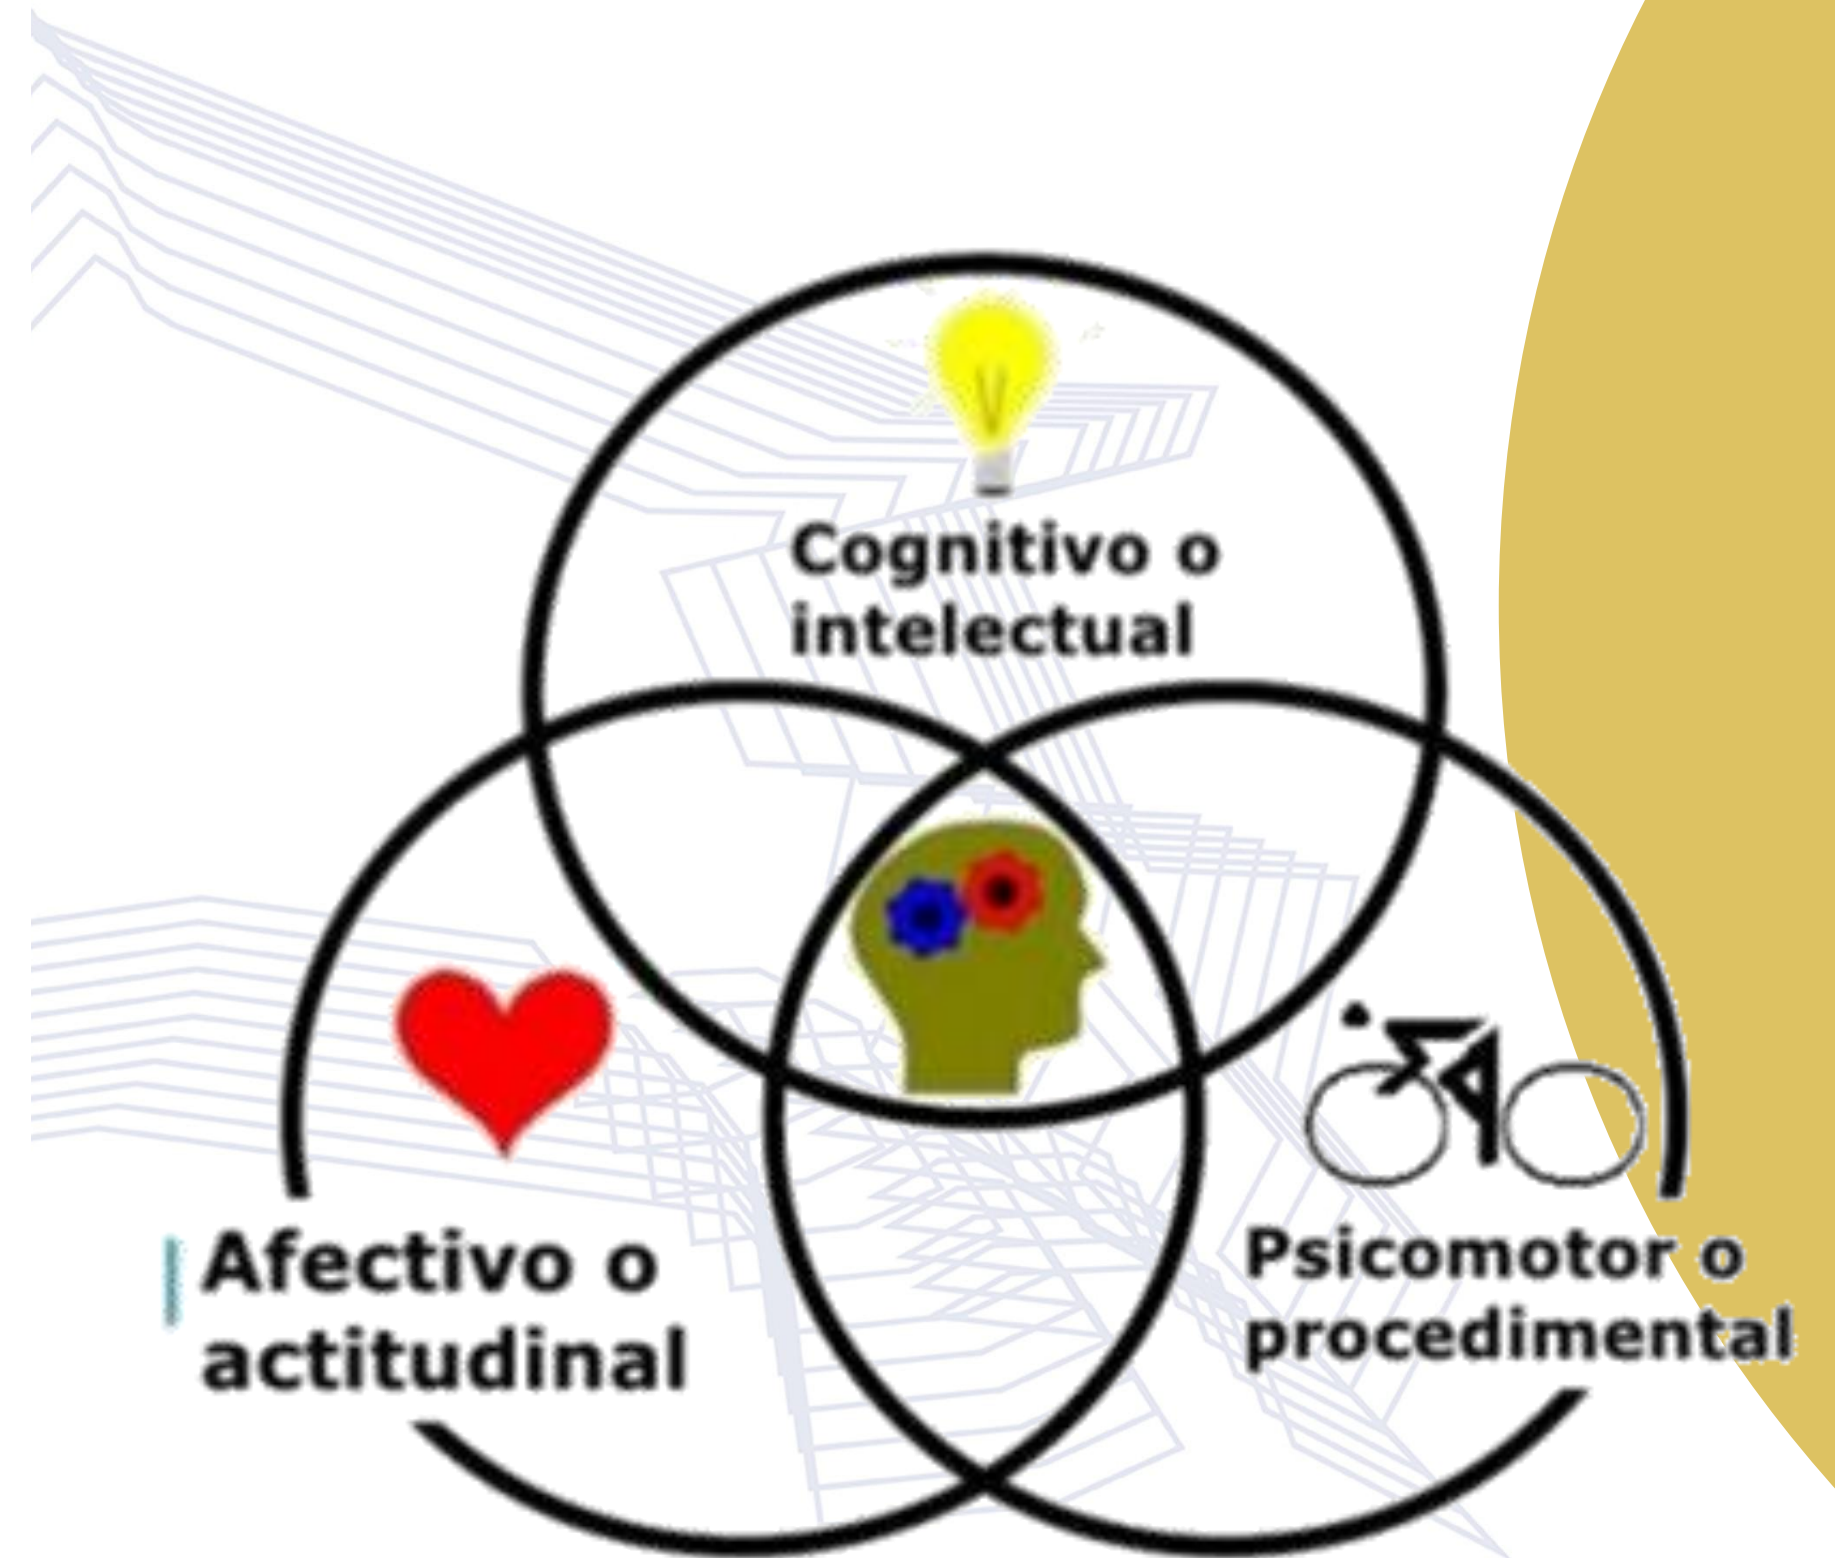 Cognitivo o
intelectual
Afectivo o
actitudinal
Psicomotor o
procedimental